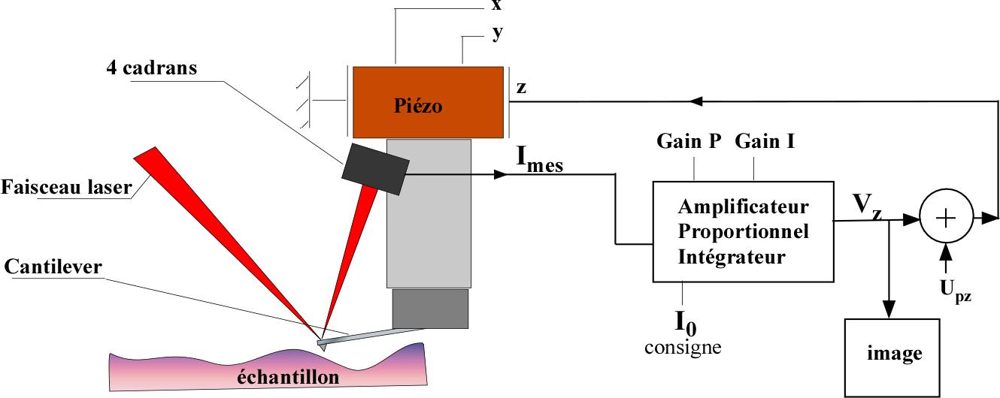 x
y
4 cadrans
z
Piézo
Gain P Gain I
I mes
Faisceau laser
Amplificateur
Proportionnel
Intégrateur
V z
+
Cantilever
U pz
I 0
consigne
image
échantillon